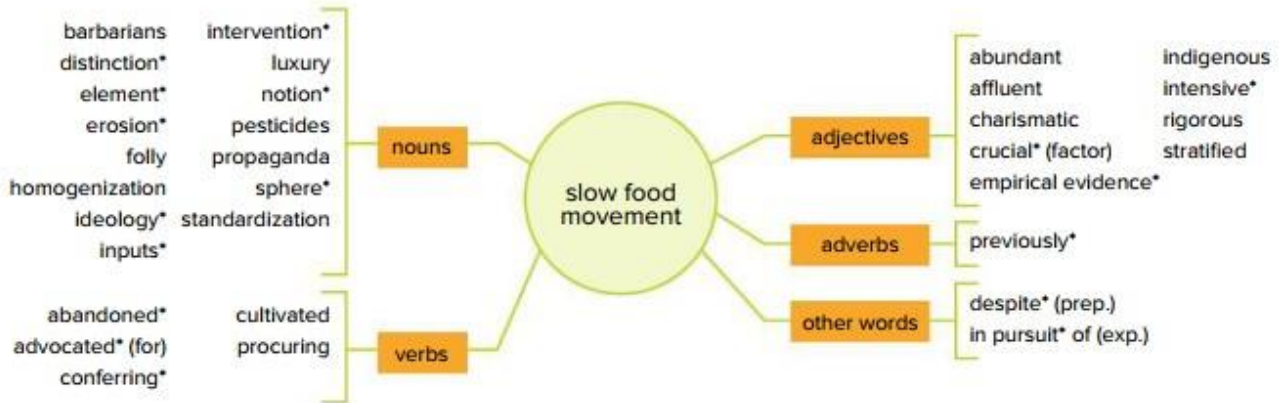 barbarians intervention*
distinction* luxury
element* notion*
erosion* pesticides
folly propaganda
homogenization sphere*
ideology* standardization
inputs*
nouns
abandoned* cultivated
advocated* (for) procuring
conferring*
verbs
slow food
movement
adjectives
abundant indigenous
affluent intensive*
charismatic rigorous
crucial* (factor) stratified
empirical evidence*
adverbs
previously*
other words
despite* (prep.)
in pursuit* of (exp.)